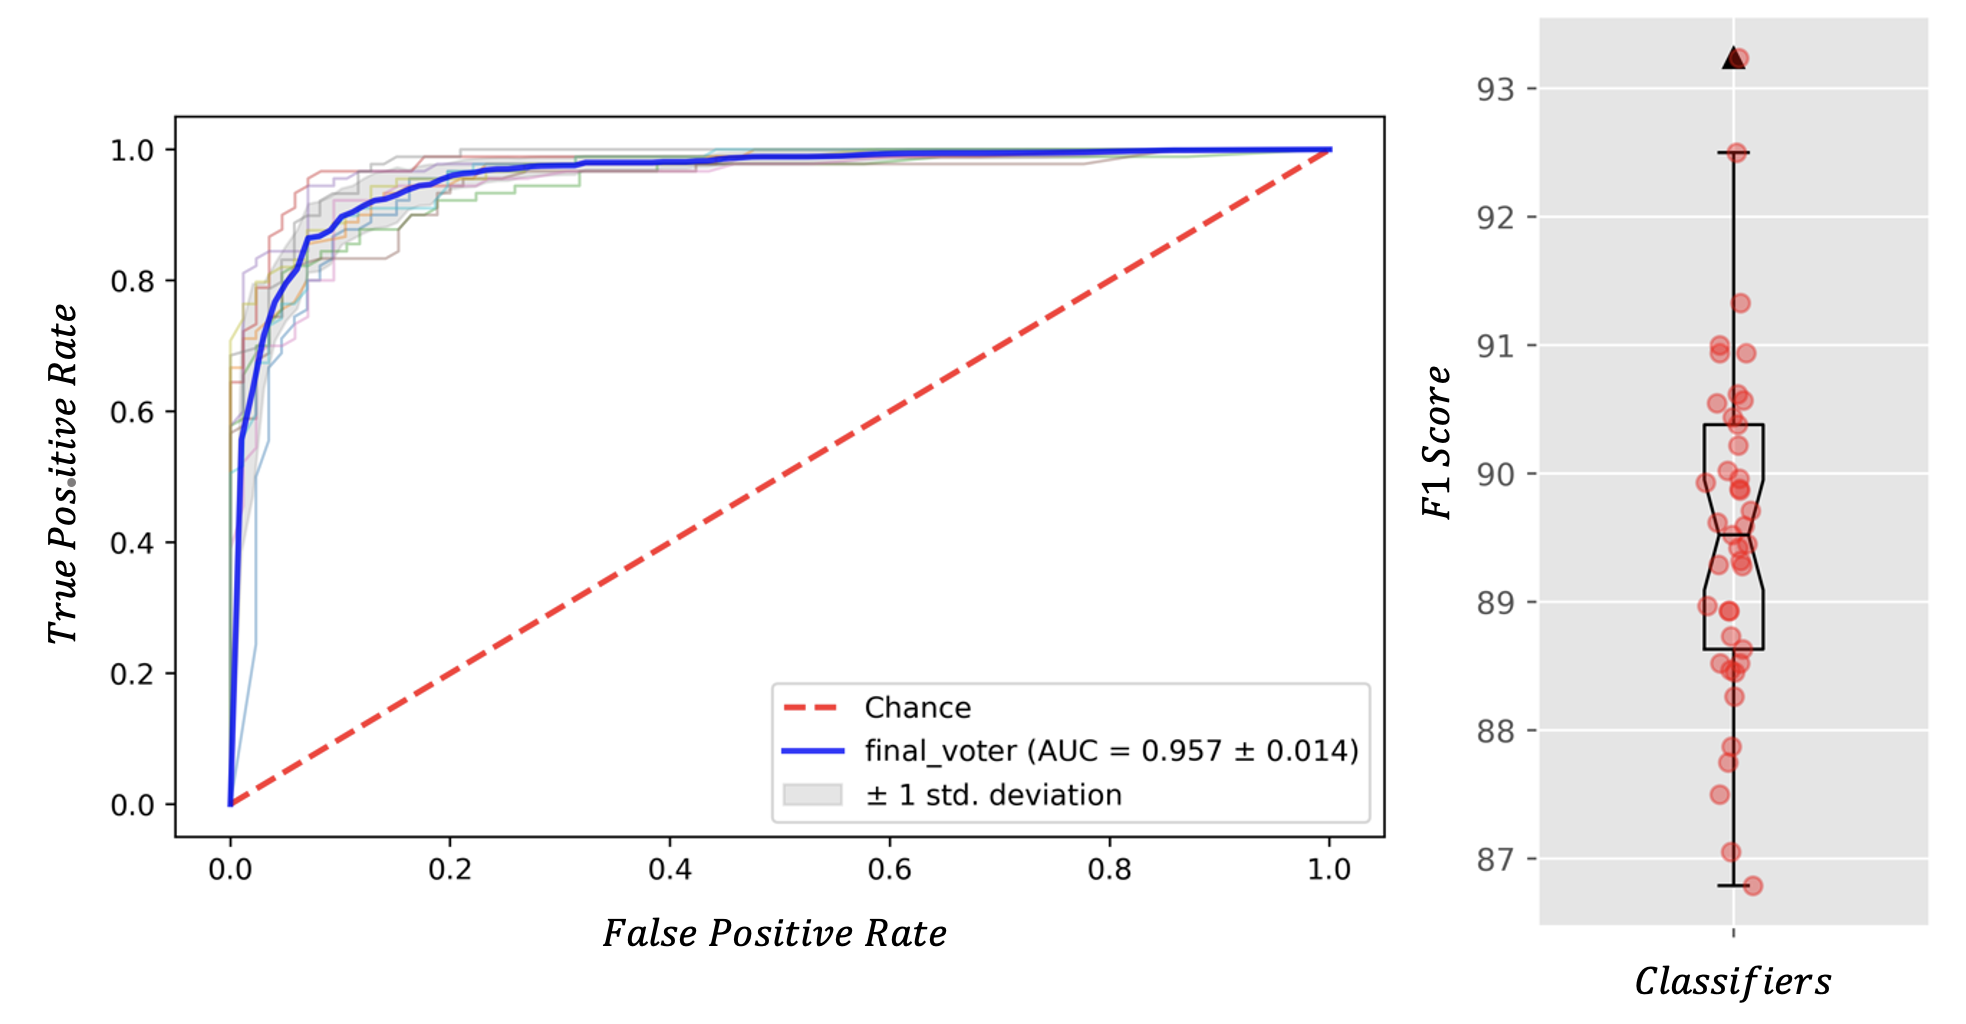 True Positive Rate
1.0
0.8
0.6
0.4
0.2
0.0
0.0 0.2 0.4 0.6 0.8 1.0
False Positive Rate
Chance
final_voter (AUC = 0.957 ± 0.014)
± 1 std. deviation
F1 Score
93
92
91
90
89
88
87
Classifiers